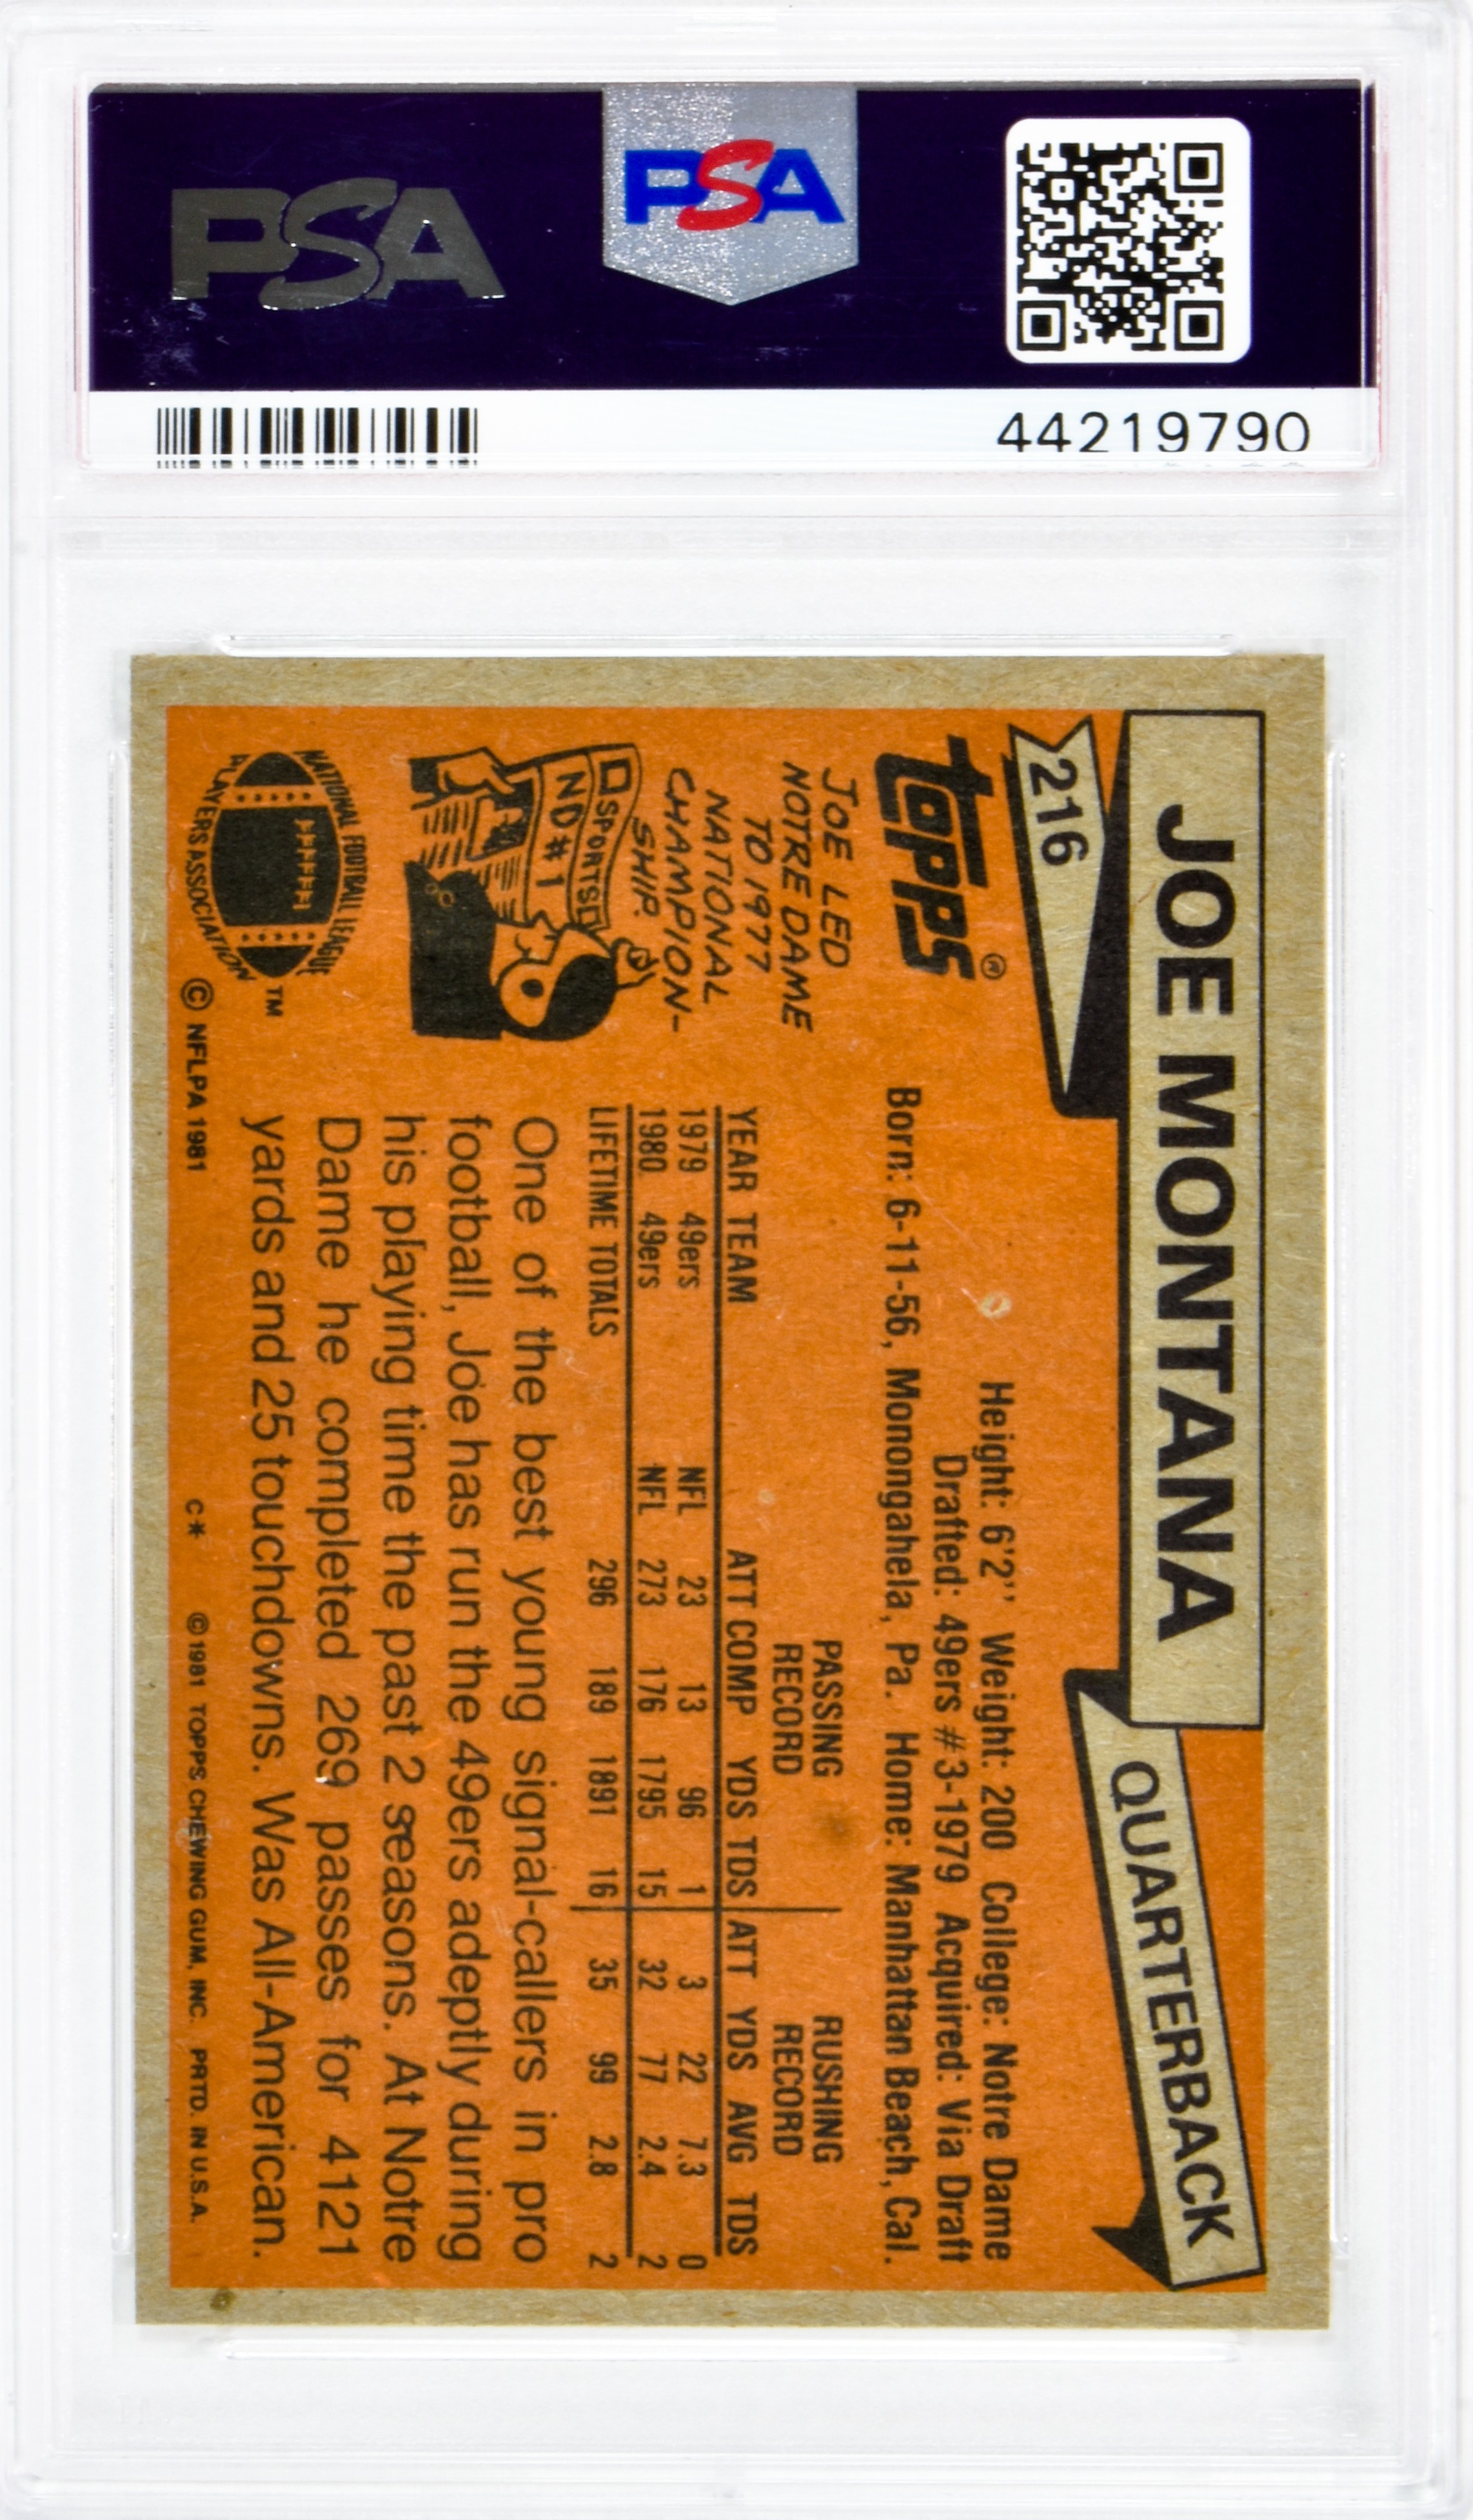 PSA
PSA
44219790
JOE MONTANA
QUARTERBACK
216
topps®
Height: 6'2'' Weight: 200 College: Notre Dame
Drafted: 49ers #3-1979 Acquired: Via Draft
Born: 6-11-56, Monongahela, Pa. Home: Manhattan Beach, Cal.
JOE LED
NOTRE DAME
TO 1977
NATIONAL
CHAMPION-
SHIP.
SPORTS
ND #1
PASSING RUSHING
RECORD RECORD
YEAR TEAM ATT COMP YDS TDS ATT YDS AVG TDS
1979 49ers NFL 23 13 96 1 3 22 7.3 0
1980 49ers NFL 273 176 1795 15 32 77 2.4 2
LIFETIME TOTALS 296 189 1891 16 35 99 2.8 2
One of the best young signal-callers in pro
football, Joe has run the 49ers adeptly during
his playing time the past 2 seasons. At Notre
Dame he completed 269 passes for 4121
yards and 25 touchdowns. Was All-American.
NATIONAL FOOTBALL LEAGUE
PLAYERS ASSOCIATION
TM
© NFLPA 1981
C* © 1981 TOPPS CHEWING GUM, INC. PRTD. IN U.S.A.